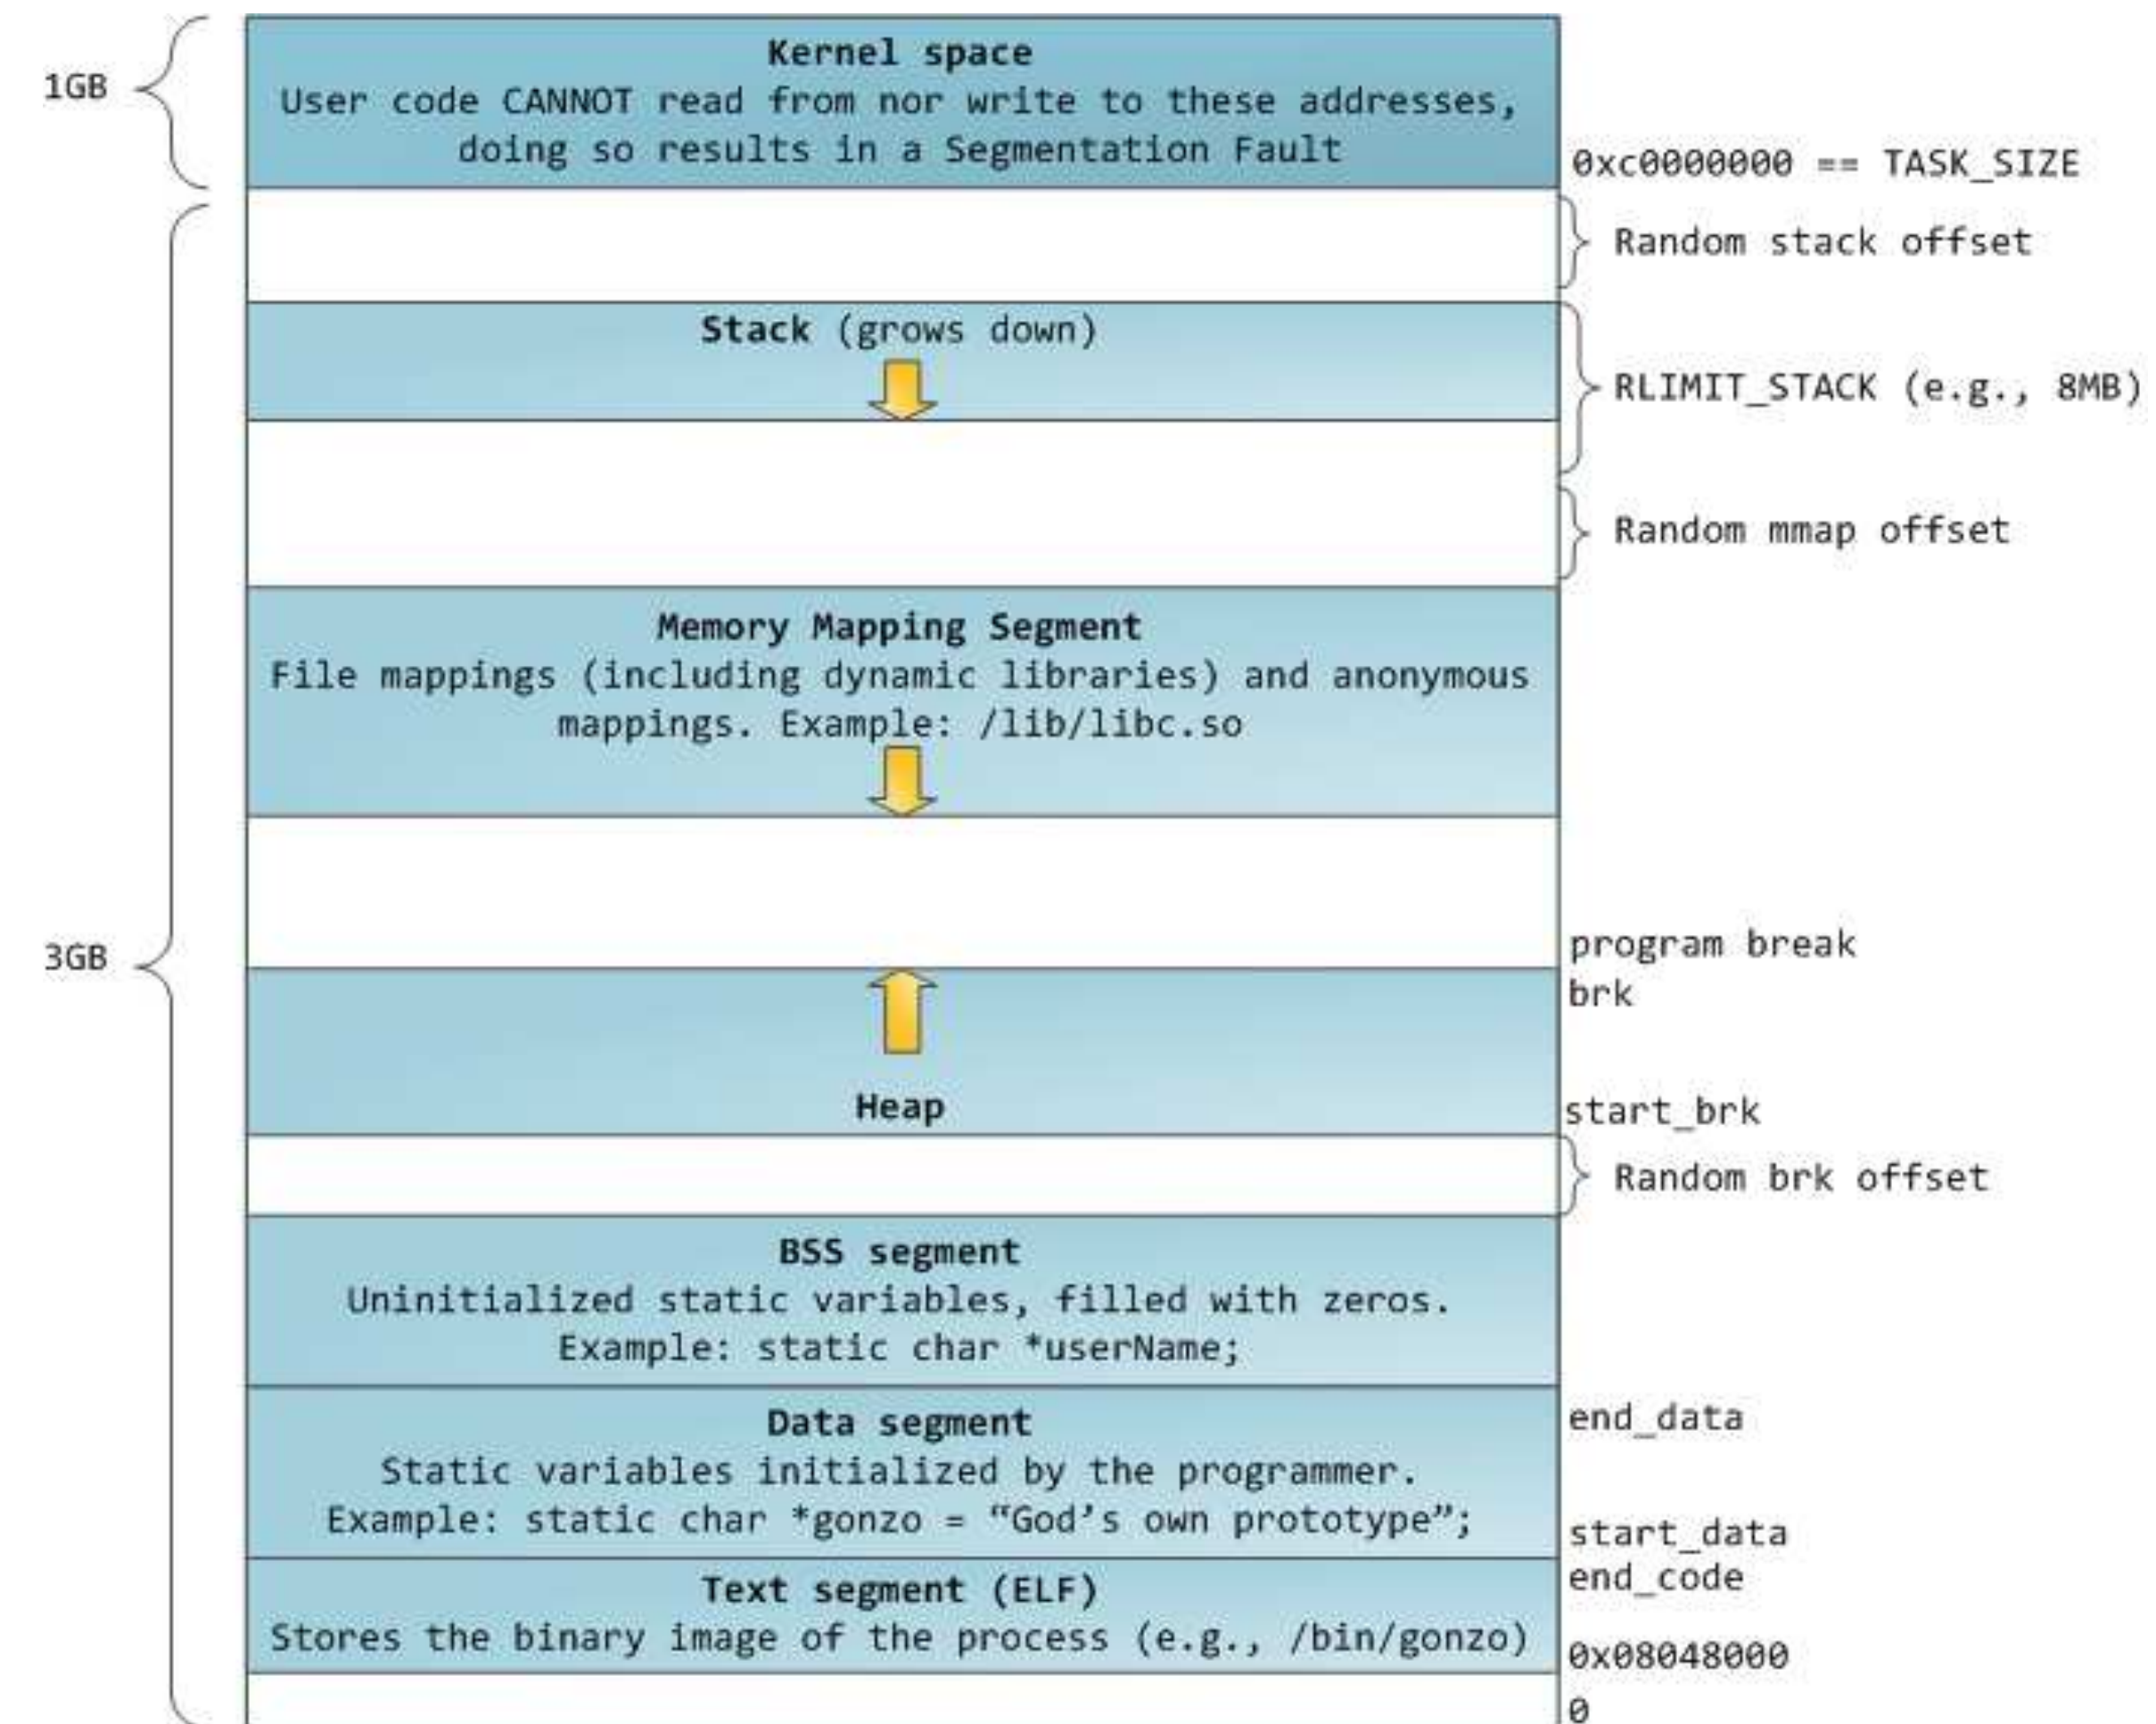 1GB
Kernel space
User code CANNOT read from nor write to these addresses,
doing so results in a Segmentation Fault
0xc0000000 == TASK_SIZE
Random stack offset
Stack (grows down)
RLIMIT_STACK (e.g., 8MB)
Random mmap offset
Memory Mapping Segment
File mappings (including dynamic libraries) and anonymous
mappings. Example: /lib/libc.so
3GB
program break
brk
Heap
start_brk
Random brk offset
BSS segment
Uninitialized static variables, filled with zeros.
Example: static char *userName;
Data segment
end_data
Static variables initialized by the programmer.
Example: static char *gonzo = “God’s own prototype”;
start_data
Text segment (ELF)
end_code
Stores the binary image of the process (e.g., /bin/gonzo)
0x08048000
0